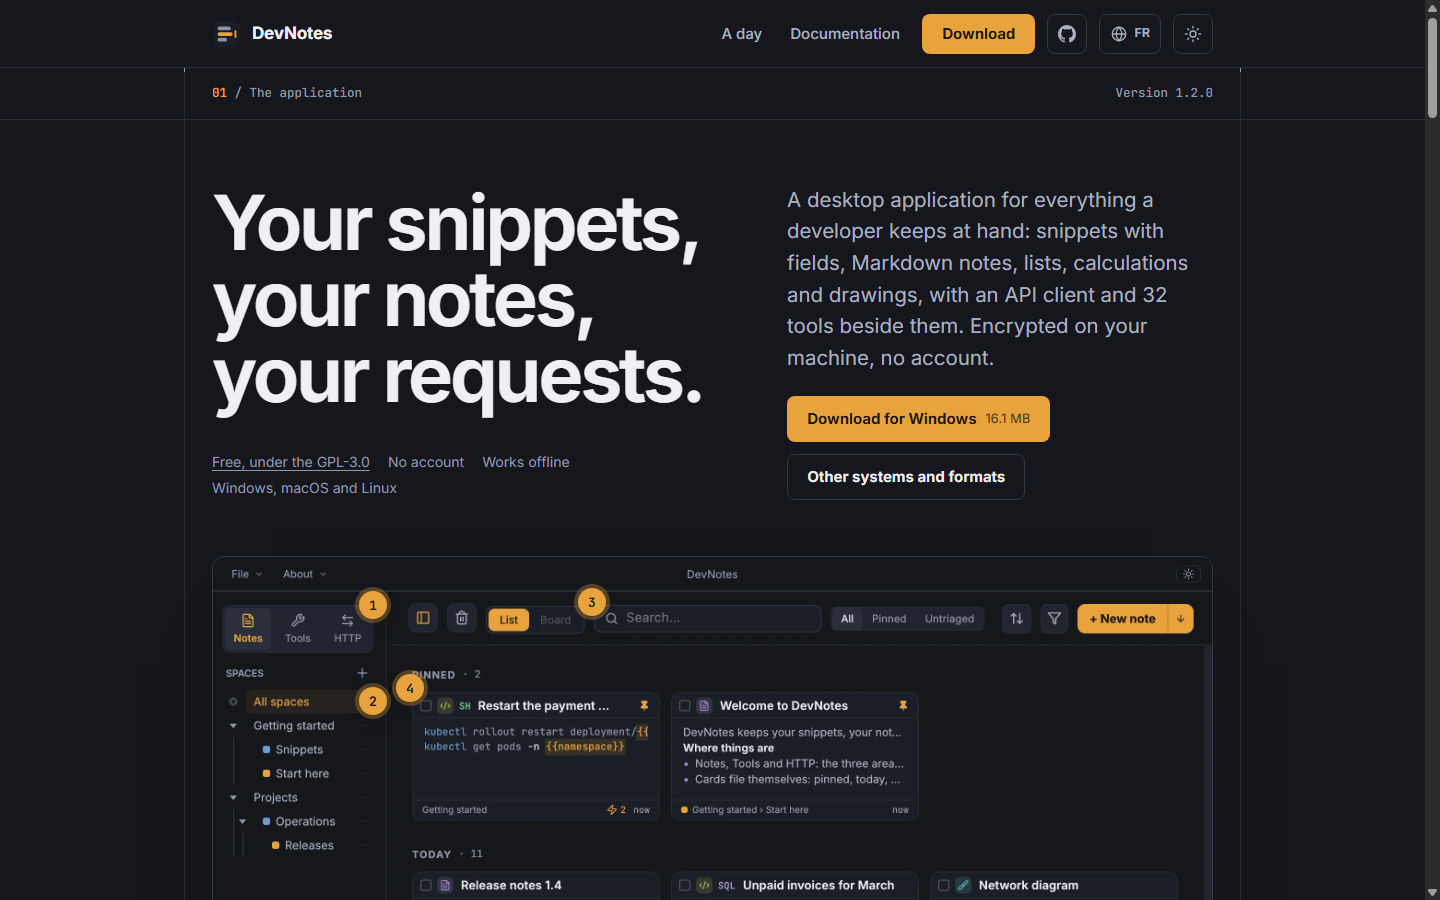 DevNotes
A day
Documentation
Download
FR
01 / The application
Version 1.2.0
Your snippets,
your notes,
your requests.
A desktop application for everything a
developer keeps at hand: snippets with
fields, Markdown notes, lists, calculations
and drawings, with an API client and 32
tools beside them. Encrypted on your
machine, no account.
Download for Windows 16.1 MB
Other systems and formats
Free, under the GPL-3.0 No account Works offline
Windows, macOS and Linux
File About
DevNotes
1
Notes Tools HTTP
List Board
3
Search...
All Pinned Untriaged
+ New note
SPACES
All spaces
2
Getting started
Snippets
Start here
Projects
Operations
Releases
4
PINNED · 2
SH Restart the payment ...
kubectl rollout restart deployment/{{
kubectl get pods -n {{namespace}}
Getting started
2 now
Welcome to DevNotes
DevNotes keeps your snippets, your not...
Where things are
• Notes, Tools and HTTP: the three area...
• Cards file themselves: pinned, today, ...
Getting started › Start here
now
TODAY · 11
Release notes 1.4
SQL Unpaid invoices for March
Network diagram